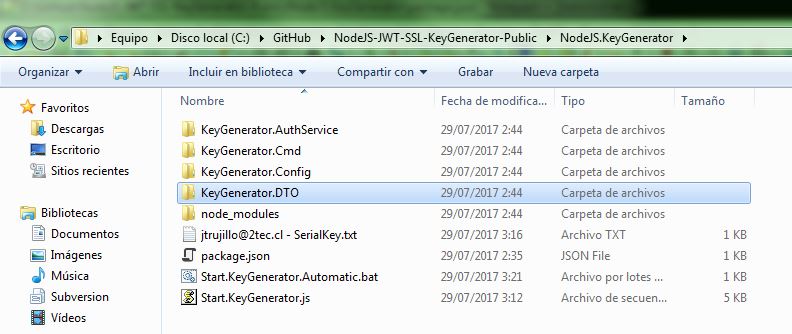 Equipo ▸ Disco local (C:) ▸ GitHub ▸ NodeJS-JWT-SSL-KeyGenerator-Public ▸ NodeJS.KeyGenerator ▸
Organizar Abrir Incluir en biblioteca Compartir con Grabar Nueva carpeta
Nombre Fecha de modifica... Tipo Tamaño
Favoritos
Descargas
Escritorio
Sitios recientes
Bibliotecas
Documentos
Imágenes
Música
Subversion
Vídeos
KeyGenerator.AuthService 29/07/2017 2:44 Carpeta de archivos
KeyGenerator.Cmd 29/07/2017 2:44 Carpeta de archivos
KeyGenerator.Config 29/07/2017 2:44 Carpeta de archivos
KeyGenerator.DTO 29/07/2017 2:44 Carpeta de archivos
node_modules 29/07/2017 2:44 Carpeta de archivos
jtrujillo@2tec.cl - SerialKey.txt 29/07/2017 3:16 Archivo TXT 1 KB
package.json 29/07/2017 2:35 JSON File 1 KB
Start.KeyGenerator.Automatic.bat 29/07/2017 3:21 Archivo por lotes ... 1 KB
Start.KeyGenerator.js 29/07/2017 3:12 Archivo de secuen... 5 KB